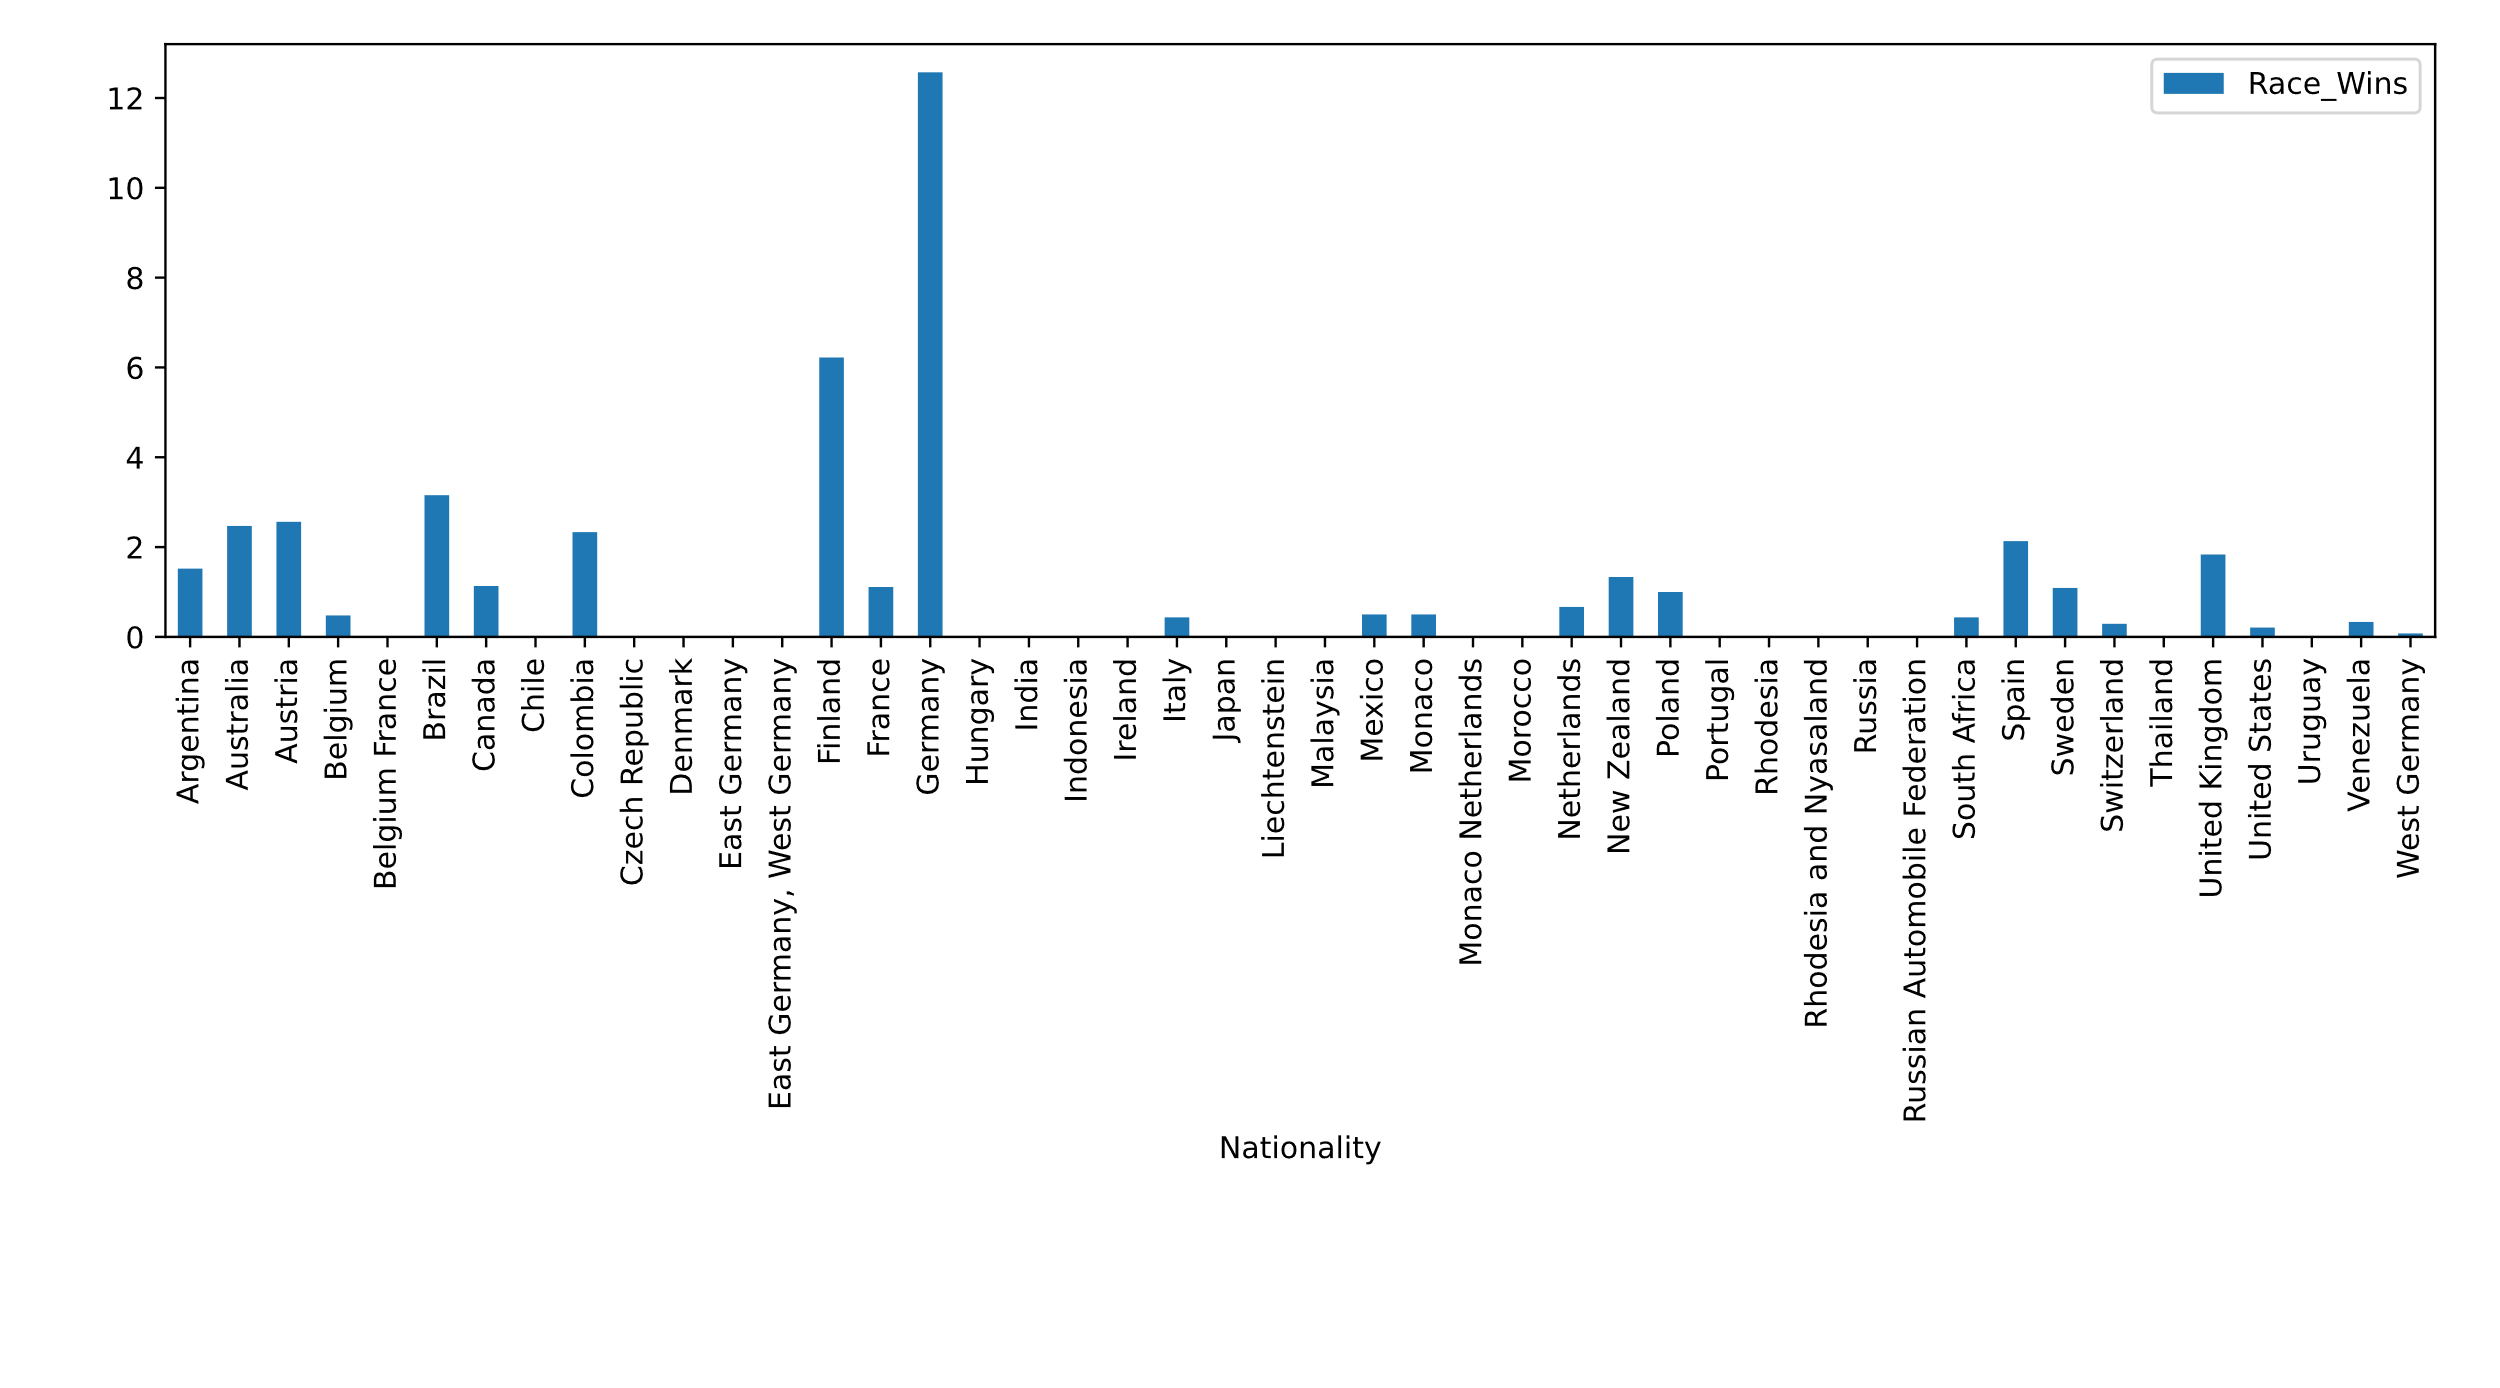 12
10
8
6
4
2
0
Race_Wins
Argentina
Australia
Austria
Belgium
Belgium France
Brazil
Canada
Chile
Colombia
Czech Republic
Denmark
East Germany
East Germany, West Germany
Finland
France
Germany
Hungary
India
Indonesia
Ireland
Italy
Japan
Liechtenstein
Malaysia
Mexico
Monaco
Monaco Netherlands
Morocco
Netherlands
New Zealand
Poland
Portugal
Rhodesia
Rhodesia and Nyasaland
Russia
Russian Automobile Federation
South Africa
Spain
Sweden
Switzerland
Thailand
United Kingdom
United States
Uruguay
Venezuela
West Germany
Nationality